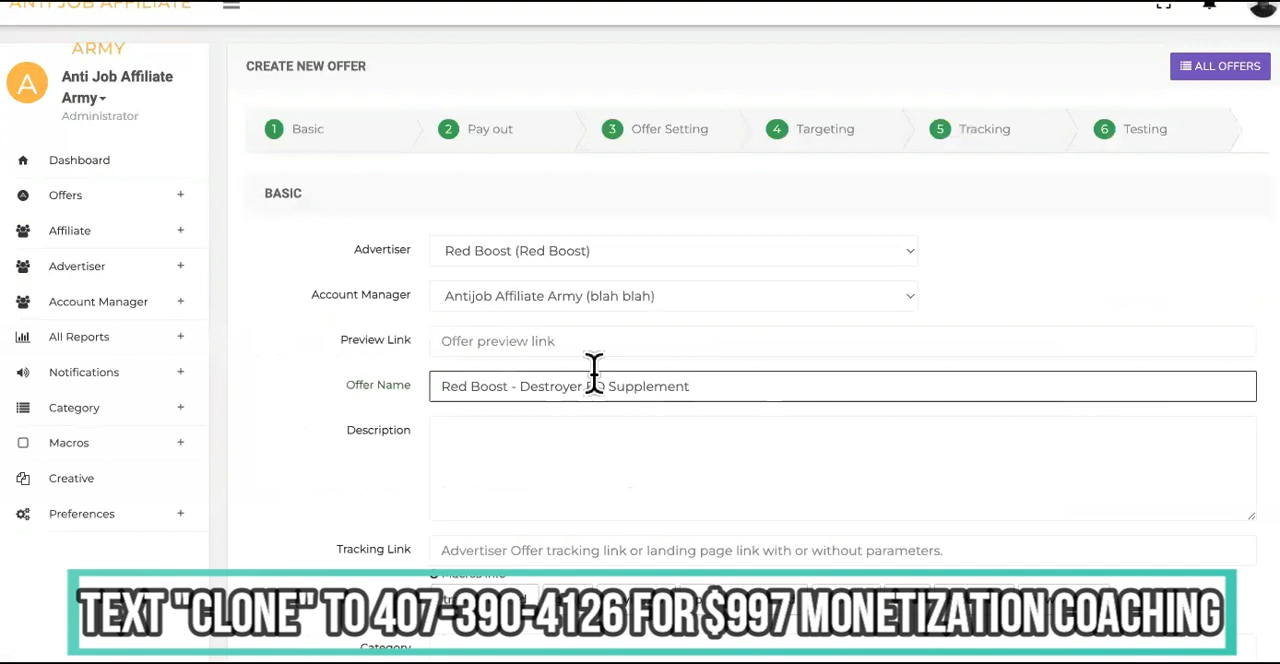 ANTI JOB AFFILIATE
ARMY
A
Anti Job Affiliate
Army
Administrator
Dashboard
Offers +
Affiliate +
Advertiser +
Account Manager +
All Reports +
Notifications +
Category +
Macros +
Creative
Preferences +
CREATE NEW OFFER
ALL OFFERS
1 Basic
2 Pay out
3 Offer Setting
4 Targeting
5 Tracking
6 Testing
BASIC
Advertiser
Red Boost (Red Boost)
Account Manager
Antijob Affiliate Army (blah blah)
Preview Link
Offer preview link
Offer Name
Red Boost - Destroyer Supplement
Description
Tracking Link
Advertiser Offer tracking link or landing page link with or without parameters.
TEXT "CLONE" TO 407-390-4126 FOR $997 MONETIZATION COACHING
Category